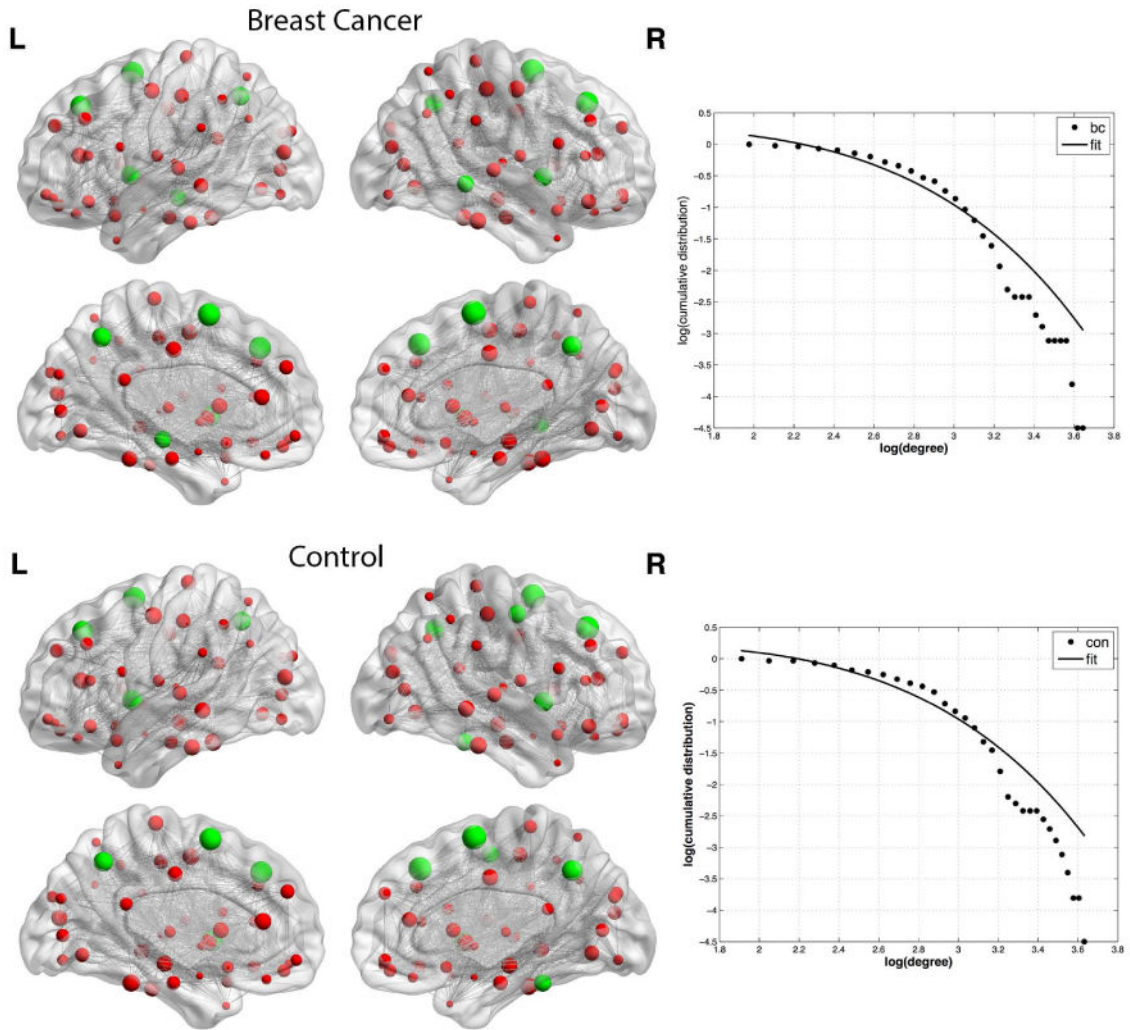 Breast Cancer
L
R
0.5
0
−0.5
−1
−1.5
−2
−2.5
−3
−3.5
−4
−4.5
log(cumulative distribution)
bc
fit
1.8 2 2.2 2.4 2.6 2.8 3 3.2 3.4 3.6 3.8
log(degree)
Control
L
R
0.5
0
−0.5
−1
−1.5
−2
−2.5
−3
−3.5
−4
−4.5
log(cumulative distribution)
con
fit
1.8 2 2.2 2.4 2.6 2.8 3 3.2 3.4 3.6 3.8
log(degree)